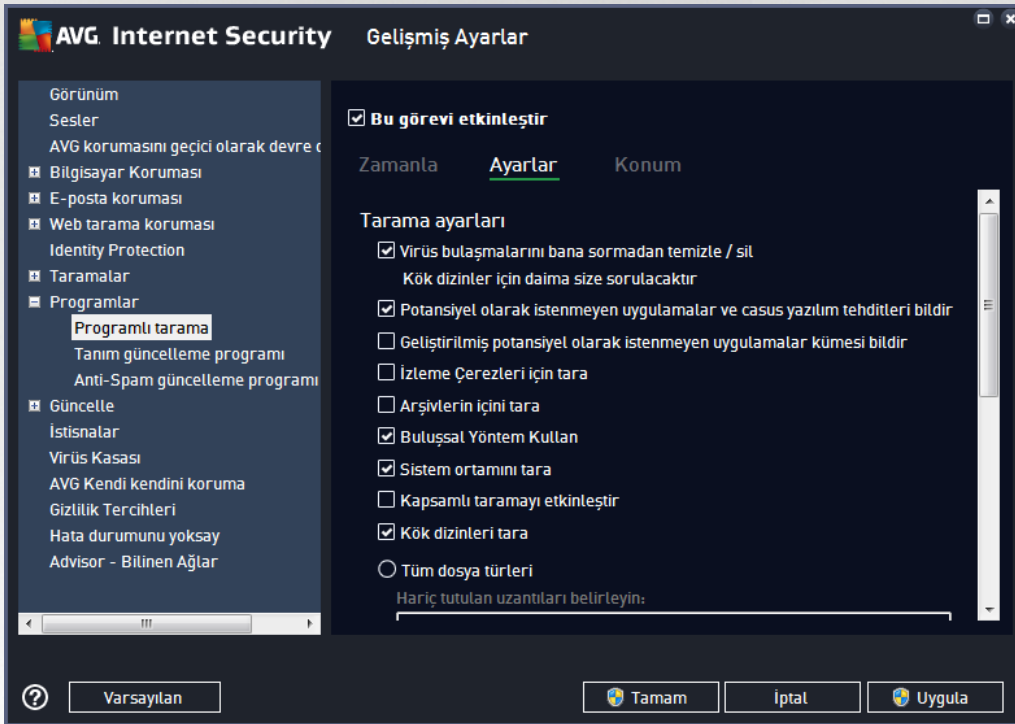 AVG. Internet Security Gelişmiş Ayarlar
Görünüm
Sesler
AVG korumasını geçici olarak devre
Bilgisayar Koruması
E-posta koruması
Web tarama koruması
Identity Protection
Taramalar
Programlar
Programlı tarama
Tanım güncelleme programı
Anti-Spam güncelleme programı
Güncelle
İstisnalar
Virüs Kasası
AVG Kendi kendini koruma
Gizlilik Tercihleri
Hata durumunu yoksay
Advisor - Bilinen Ağlar
Bu görevi etkinleştir
Zamanla Ayarlar Konum
Tarama ayarları
Virüs bulaşmalarını bana sormadan temizle / sil
Kök dizinler için daima size sorulacaktır
Potansiyel olarak istenmeyen uygulamalar ve casus yazılım tehditleri bildir
Geliştirilmiş potansiyel olarak istenmeyen uygulamalar kümesi bildir
İzleme Çerezleri için tara
Arşivlerin içini tara
Buluşsal Yöntem Kullan
Sistem ortamını tara
Kapsamlı taramayı etkinleştir
Kök dizinleri tara
Tüm dosya türleri
Hariç tutulan uzantıları belirleyin:
Varsayılan Tamam İptal Uygula